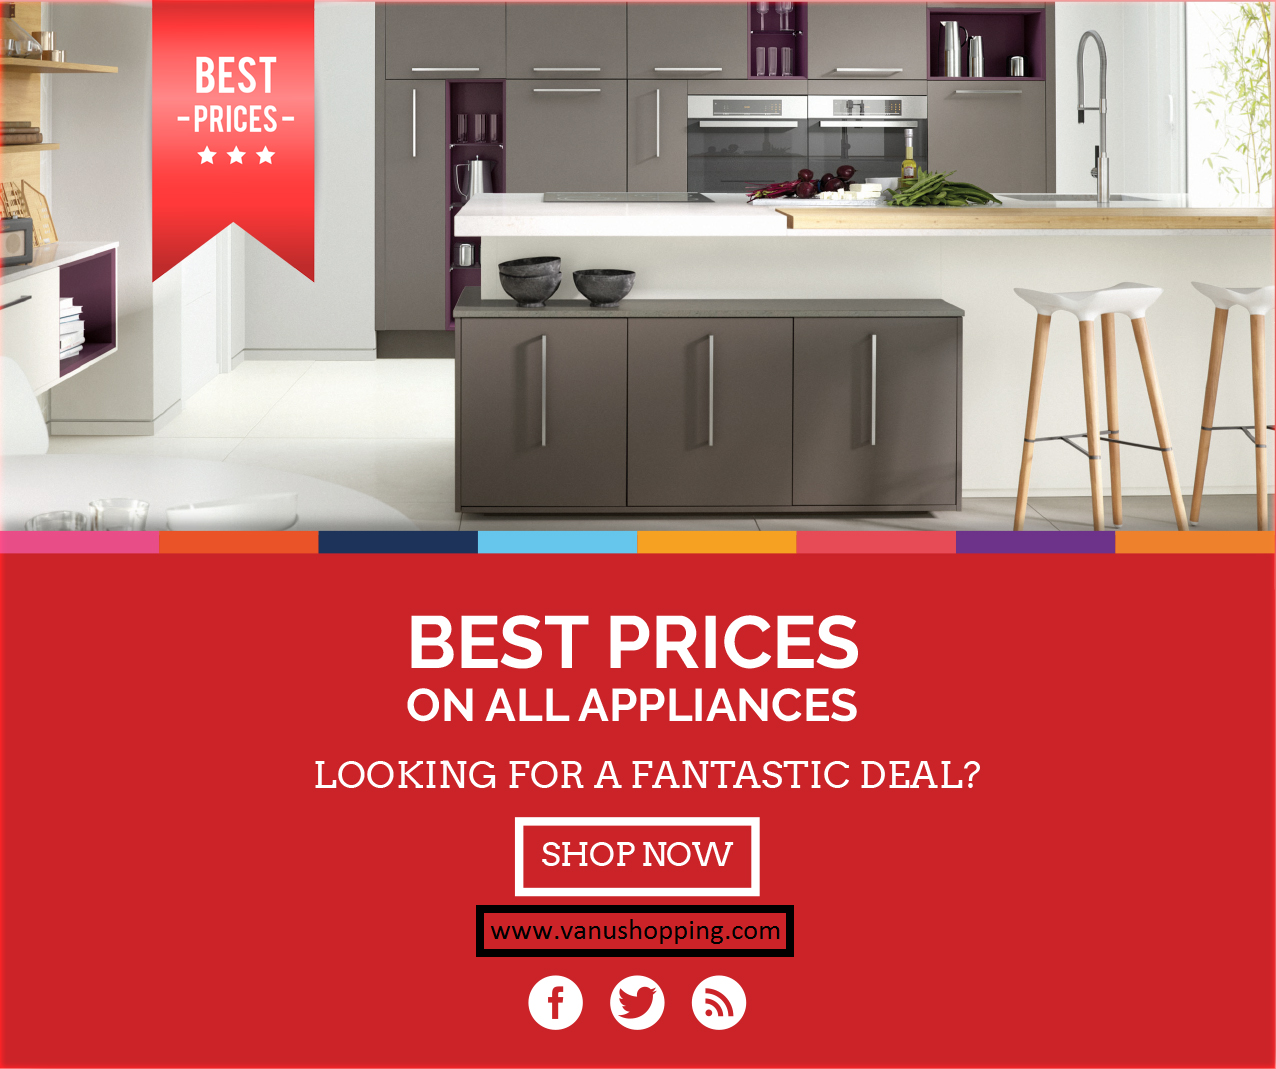 BEST
-PRICES-
BEST PRICES
ON ALL APPLIANCES
LOOKING FOR A FANTASTIC DEAL?
SHOP NOW
www.vanushopping.com